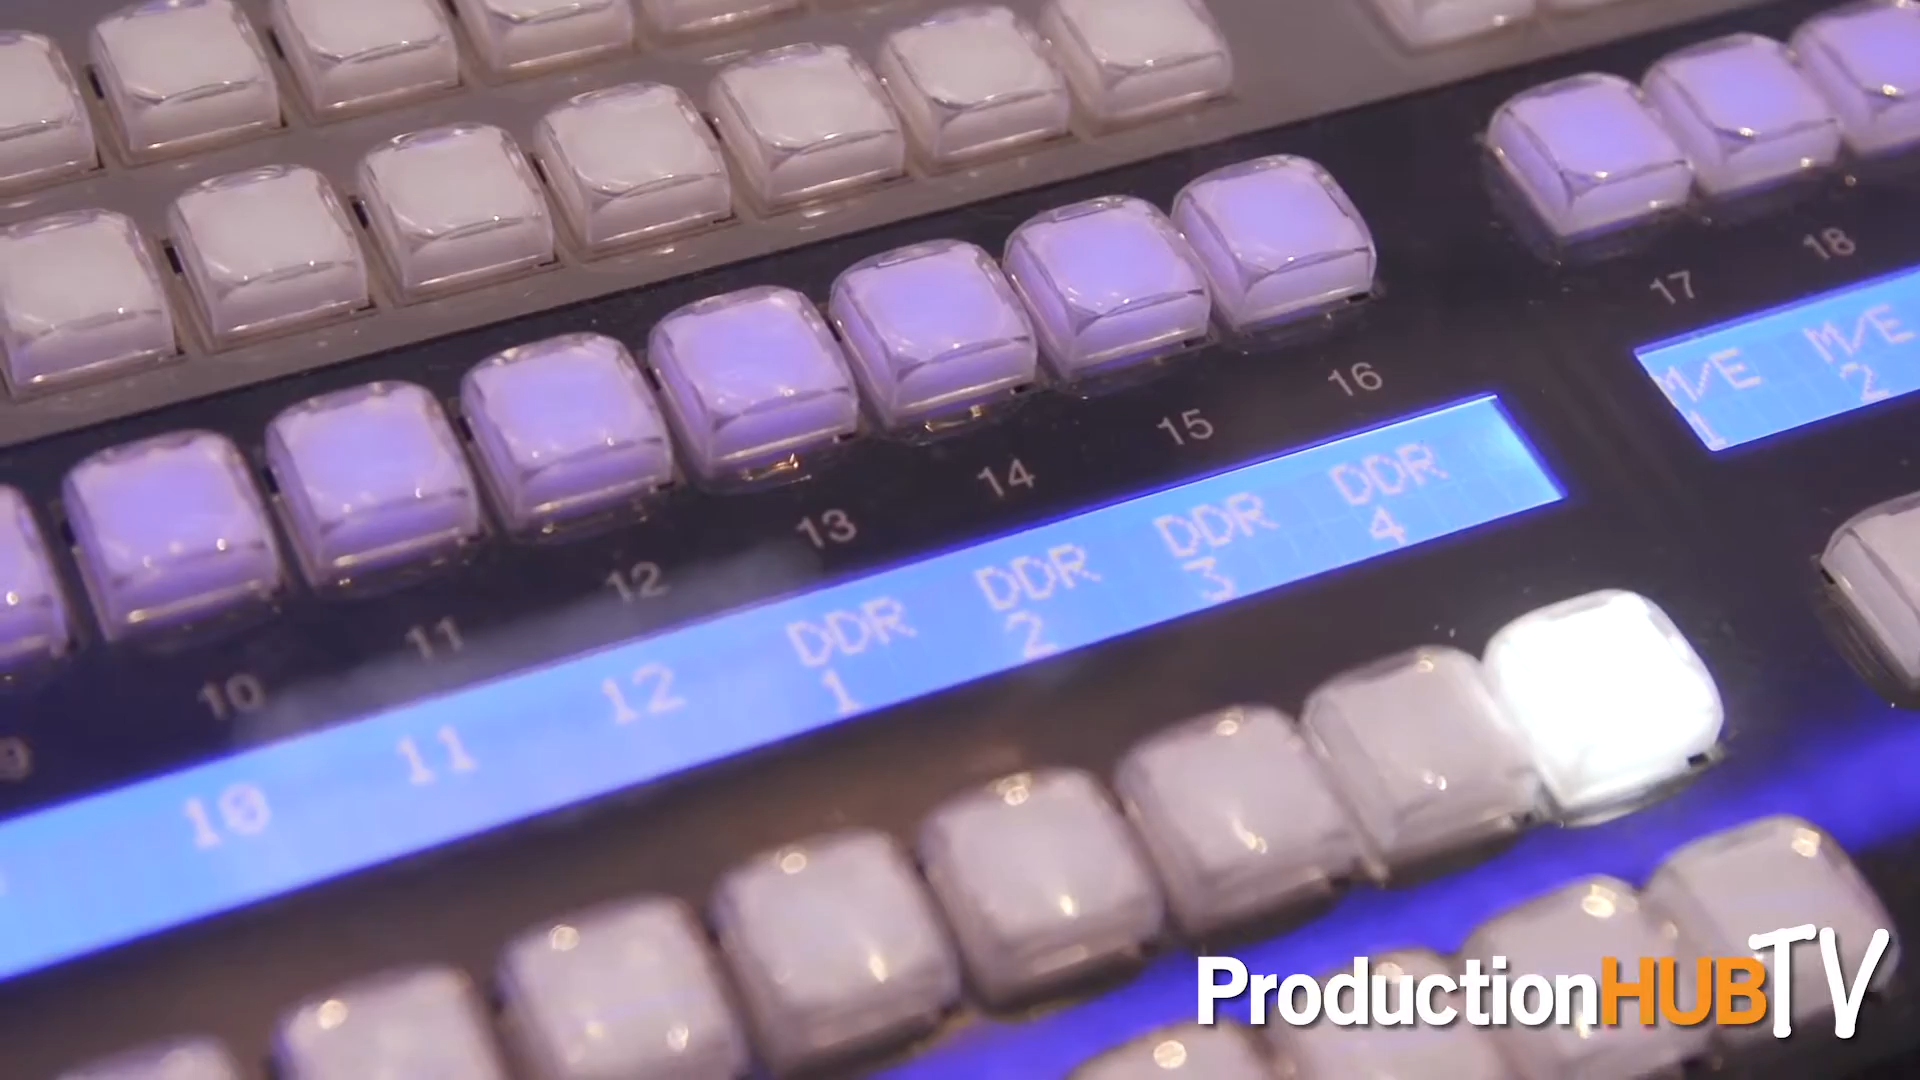 17 18
M/E M/E
1 2
9 10 11 12 13 14 15 16
10 11 12 DDR DDR DDR DDR
1 2 3 4
ProductionHUBTV